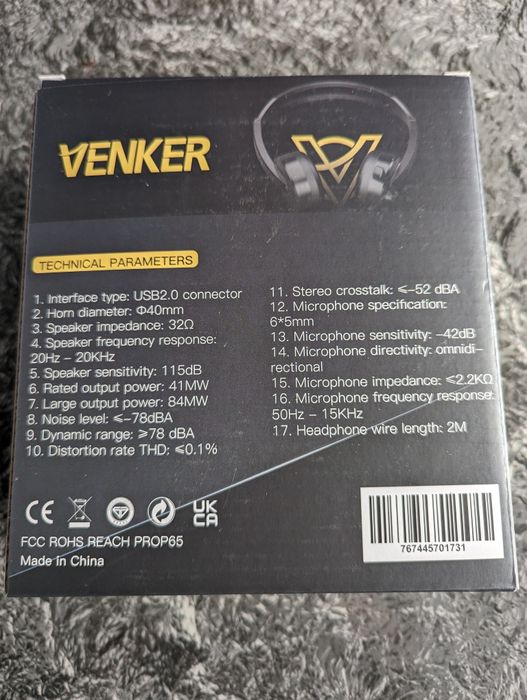 VENKER
TECHNICAL PARAMETERS
1. Interface type: USB2.0 connector
2. Horn diameter: Φ40mm
3. Speaker impedance: 32Ω
4. Speaker frequency response:
20Hz – 20KHz
5. Speaker sensitivity: 115dB
6. Rated output power: 41MW
7. Large output power: 84MW
8. Noise level: ≤-78dBA
9. Dynamic range: ≥78 dBA
10. Distortion rate THD: ≤0.1%
11. Stereo crosstalk: ≤-52 dBA
12. Microphone specification:
6*5mm
13. Microphone sensitivity: -42dB
14. Microphone directivity: omnidi-
rectional
15. Microphone impedance: ≤2.2KΩ
16. Microphone frequency response:
50Hz – 15KHz
17. Headphone wire length: 2M
CE UK
CA
FCC ROHS REACH PROP65
Made in China
767445701731